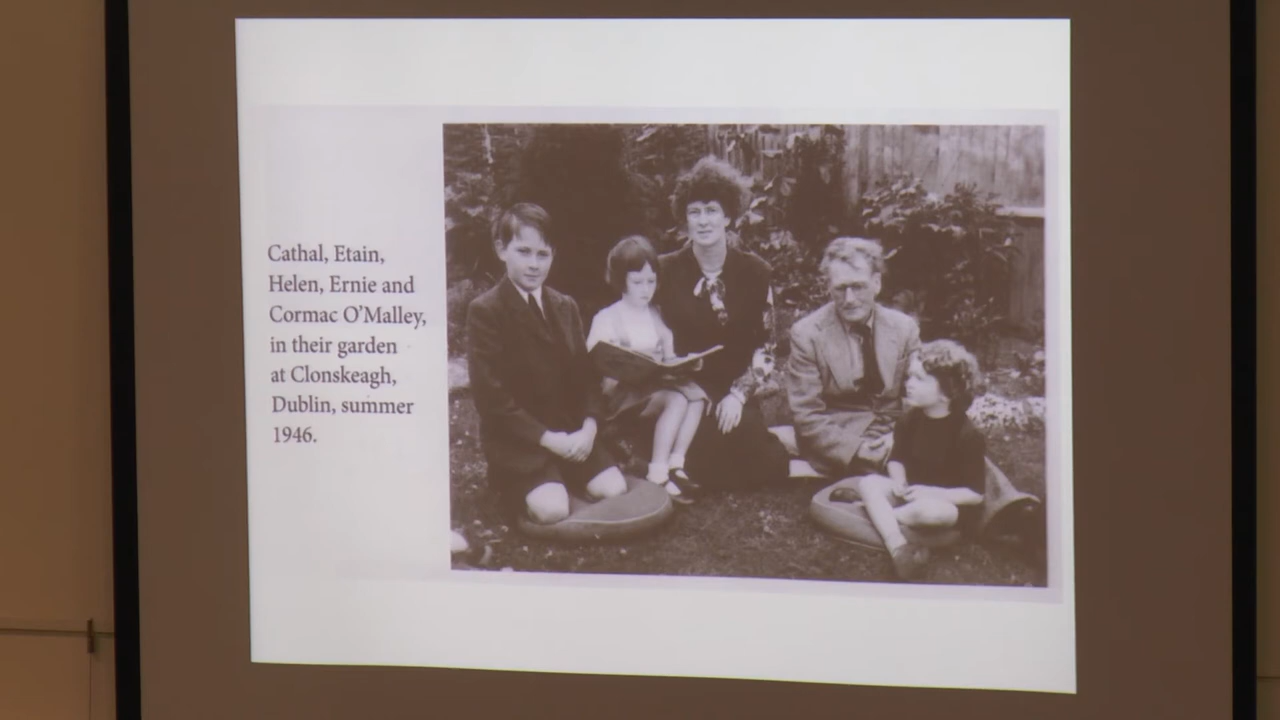 Cathal, Etain,
Helen, Ernie and
Cormac O’Malley,
in their garden
at Clonskeagh,
Dublin, summer
1946.